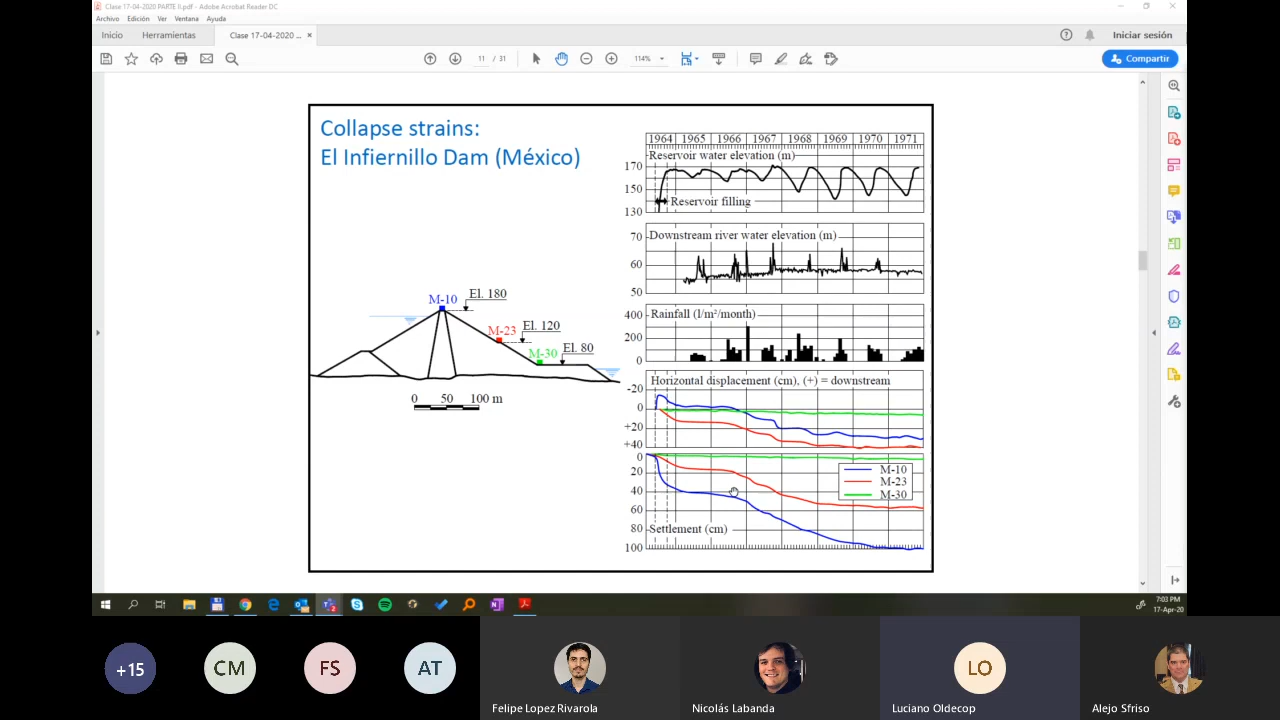 Clase 17-04-2020 PARTE II.pdf - Adobe Acrobat Reader DC
Archivo Edición Ver Ventana Ayuda
Inicio Herramientas Clase 17-04-2020 ... × Iniciar sesión
11 / 31 114% Compartir
Collapse strains:
El Infiernillo Dam (México)
1964 1965 1966 1967 1968 1969 1970 1971
Reservoir water elevation (m)
170
150
130
Reservoir filling
Downstream river water elevation (m)
70
60
50
Rainfall (l/m²/month)
400
200
0
Horizontal displacement (cm), (+) = downstream
-20
0
+20
+40
0
20
40
60
80
100
M-10
M-23
M-30
Settlement (cm)
M-10
El. 180
M-23
El. 120
M-30
El. 80
0 50 100 m
7:03 PM
17-Apr-20
+15
CM
FS
AT
LO
Felipe Lopez Rivarola
Nicolás Labanda
Luciano Oldecop
Alejo Sfriso